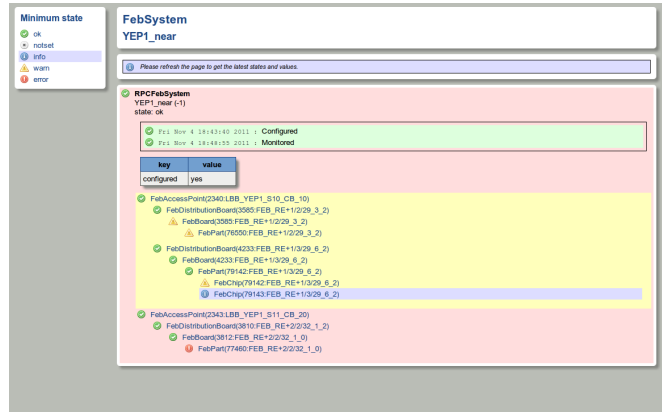 Minimum state
ok
notset
info
warn
error
FebSystem
YEP1_near
Please refresh the page to get the latest states and values.
RPCFebSystem
YEP1_near (-1)
state: ok
Fri Nov 4 18:43:40 2011 : Configured
Fri Nov 4 18:48:55 2011 : Monitored
key value
configured yes
FebAccessPoint(2340:LBB_YEP1_S10_CB_10)
FebDistributionBoard(3585:FEB_RE+1/2/29_3_2)
FebBoard(3585:FEB_RE+1/2/29_3_2)
FebPart(76550:FEB_RE+1/2/29_3_2)
FebDistributionBoard(4233:FEB_RE+1/3/29_6_2)
FebBoard(4233:FEB_RE+1/3/29_6_2)
FebPart(79142:FEB_RE+1/3/29_6_2)
FebChip(79142:FEB_RE+1/3/29_6_2)
FebChip(79143:FEB_RE+1/3/29_6_2)
FebAccessPoint(2343:LBB_YEP1_S11_CB_20)
FebDistributionBoard(3810:FEB_RE+2/2/32_1_2)
FebBoard(3812:FEB_RE+2/2/32_1_0)
FebPart(77460:FEB_RE+2/2/32_1_0)